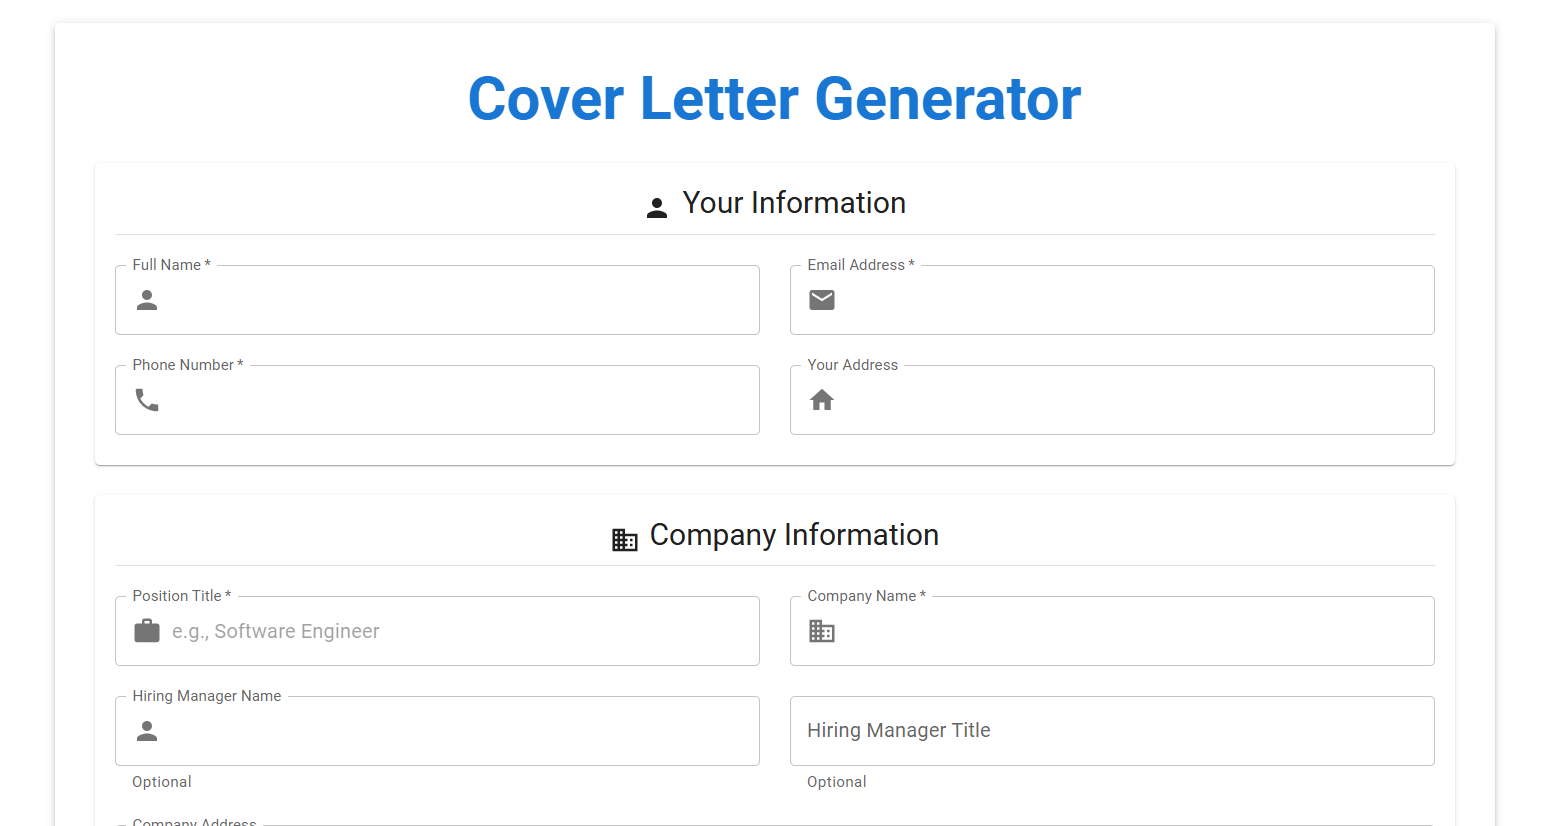 Cover Letter Generator
Your Information
Full Name *
Email Address *
Phone Number *
Your Address
Company Information
Position Title *
e.g., Software Engineer
Company Name *
Hiring Manager Name
Hiring Manager Title
Optional
Optional
Company Address